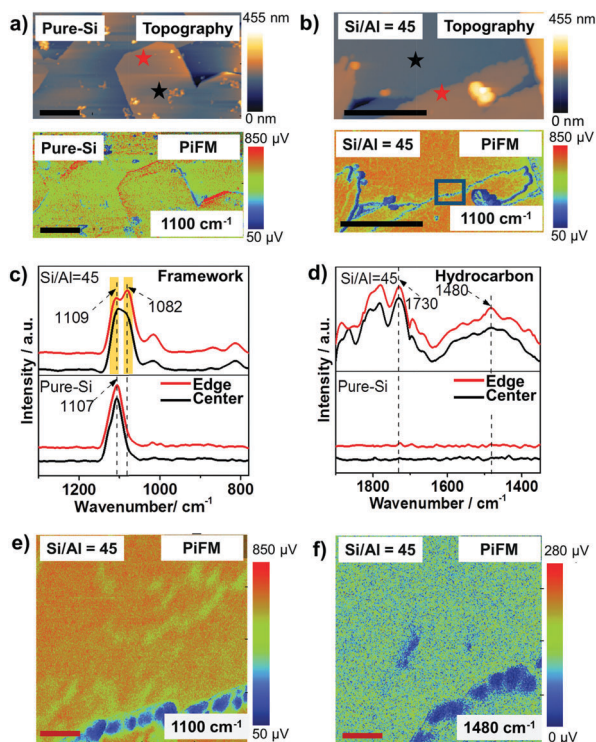 a)
Pure-Si
Topography
455 nm
0 nm
Pure-Si
PiFM
1100 cm⁻¹
850 µV
50 µV
b)
Si/Al = 45
Topography
455 nm
0 nm
Si/Al = 45
PiFM
1100 cm⁻¹
850 µV
50 µV
c)
Si/Al=45
Framework
1109
1082
Pure-Si
Edge
Center
1107
Intensity / a.u.
1200
1000
800
Wavenumber/ cm⁻¹
d)
Si/Al=45
Hydrocarbon
1730
1480
Pure-Si
Edge
Center
Intensity / a.u.
1800
1600
1400
Wavenumber/ cm⁻¹
e)
Si/Al = 45
PiFM
850 µV
1100 cm⁻¹
50 µV
f)
Si/Al = 45
PiFM
280 µV
1480 cm⁻¹
0 µV